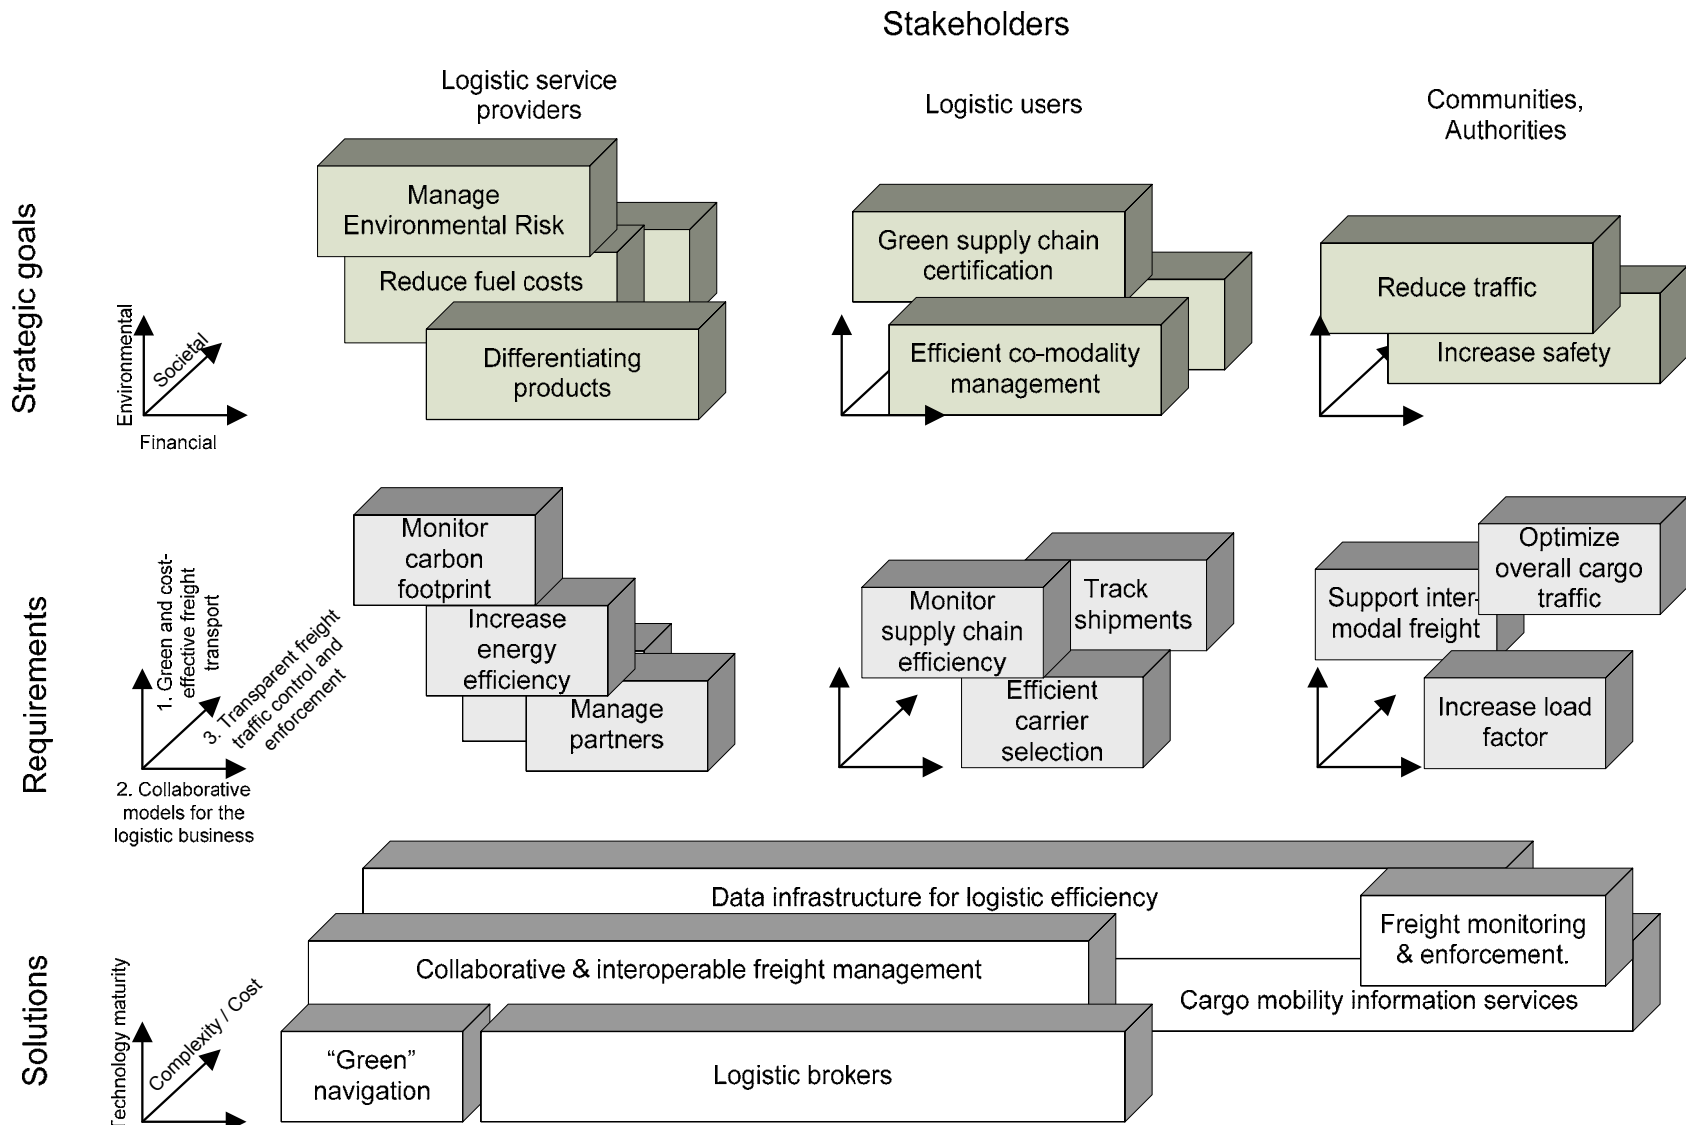 Stakeholders
Logistic service
providers
Logistic users
Communities,
Authorities
Strategic goals
Manage
Environmental Risk
Reduce fuel costs
Differentiating
products
Green supply chain
certification
Efficient co-modality
management
Reduce traffic
Increase safety
Environmental
Societal
Financial
Requirements
Monitor
carbon
footprint
Increase
energy
efficiency
Manage
partners
Monitor
supply chain
efficiency
Track
shipments
Efficient
carrier
selection
Support inter-
modal freight
Optimize
overall cargo
traffic
Increase load
factor
1. Green and cost-
effective freight
transport
3. Transparent freight
traffic control and
enforcement
2. Collaborative
models for the
logistic business
Solutions
Data infrastructure for logistic efficiency
Freight monitoring
& enforcement.
Collaborative & interoperable freight management
Cargo mobility information services
“Green”
navigation
Logistic brokers
Technology maturity
Complexity / Cost